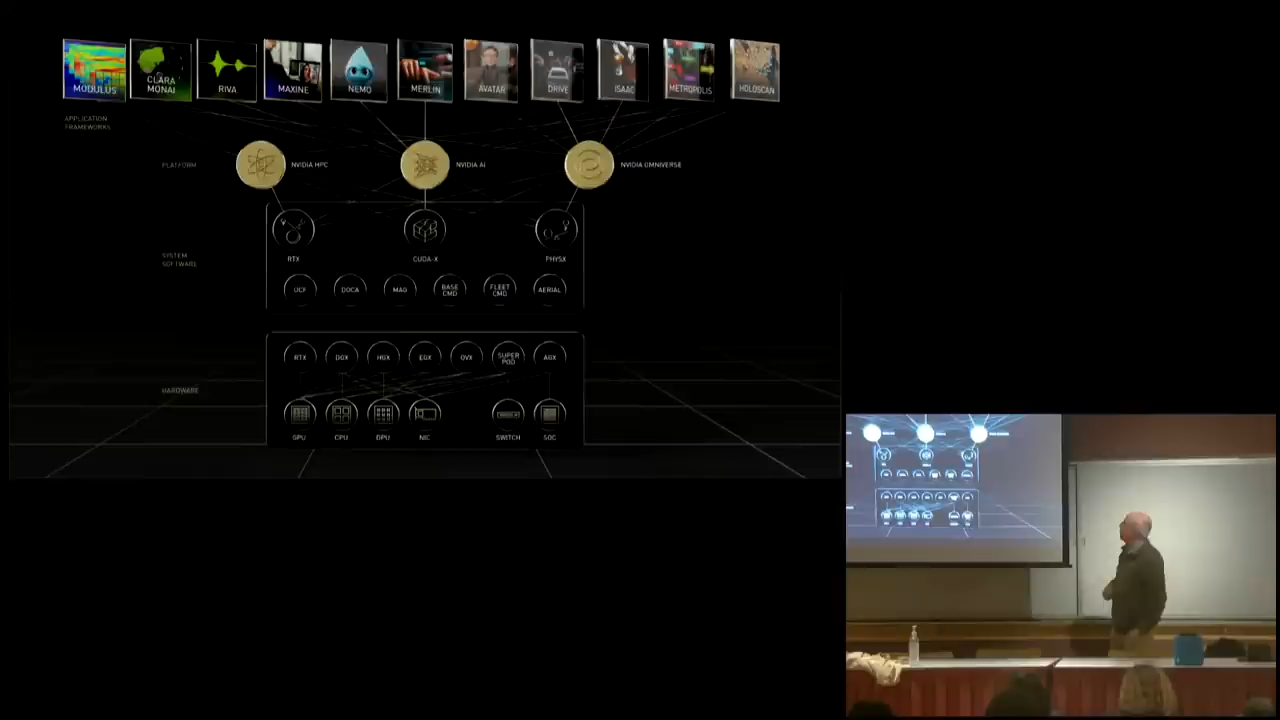 MODULUS
CLARA
MONAI
RIVA
MAXINE
NEMO
MERLIN
AVATAR
DRIVE
ISAAC
METROPOLIS
HOLOSCAN
APPLICATION
FRAMEWORKS
PLATFORM
NVIDIA HPC
NVIDIA AI
NVIDIA OMNIVERSE
SYSTEM
SOFTWARE
RTX
CUDA-X
PHYSX
UCF
DOCA
MAG
BASE
CMD
FLEET
CMD
AERIAL
HARDWARE
RTX
DGX
HGX
EGX
OVX
SUPER
POD
AGX
GPU
CPU
DPU
NIC
SWITCH
SOC